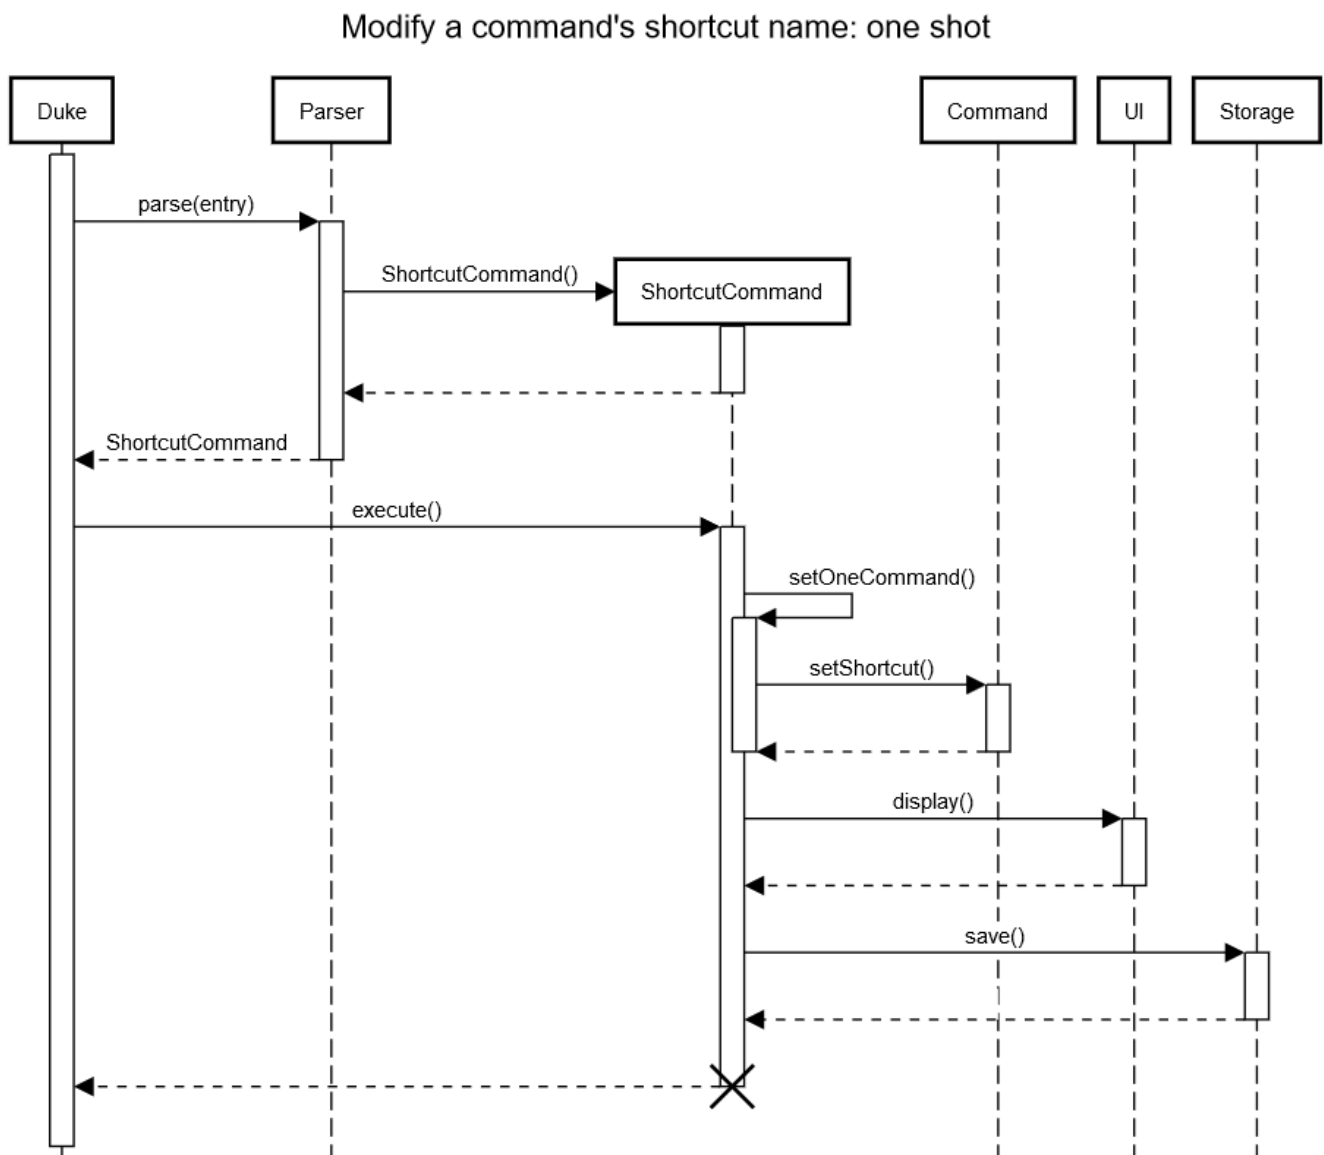 Modify a command's shortcut name: one shot
Duke
Parser
Command
UI
Storage
parse(entry)
ShortcutCommand()
ShortcutCommand
ShortcutCommand
execute()
setOneCommand()
setShortcut()
display()
save()